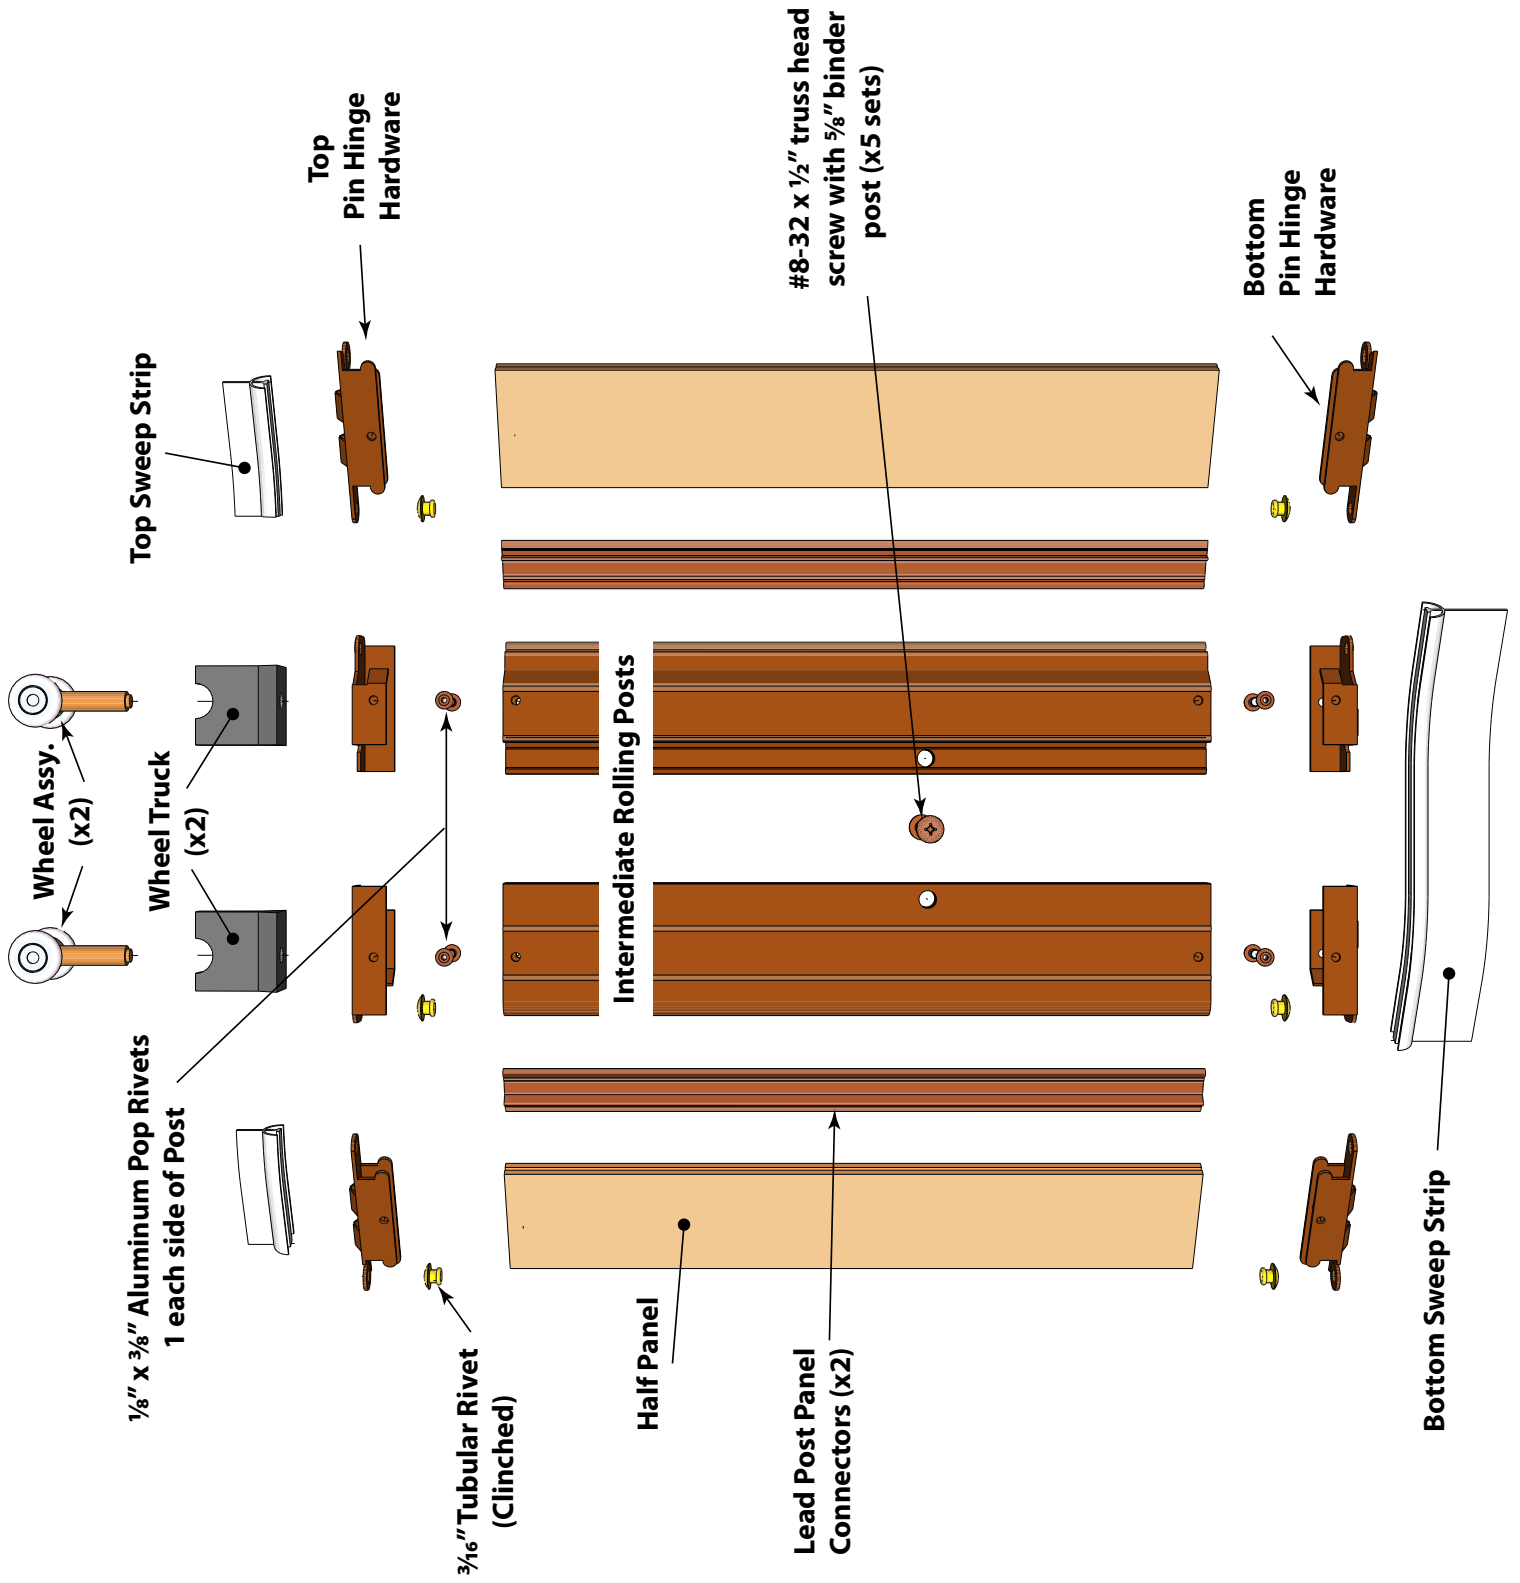 Wheel Assy.
(x2)
Wheel Truck
(x2)
Top Sweep Strip
Top
Pin Hinge
Hardware
⅛” x ⅜” Aluminum Pop Rivets
1 each side of Post
³⁄₁₆” Tubular Rivet
(Clinched)
Intermediate Rolling Posts
Half Panel
#8-32 x ½” truss head
screw with ⅝” binder
post (x5 sets)
Lead Post Panel
Connectors (x2)
Bottom
Pin Hinge
Hardware
Bottom Sweep Strip